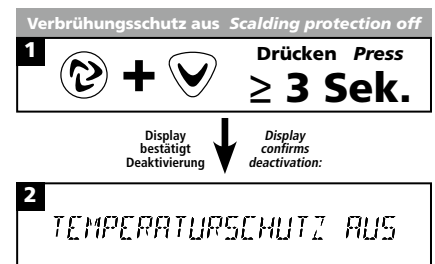 Verbrühungsschutz aus Scalding protection off
1
+
Drücken Press
≥ 3 Sek.
Display bestätigt Deaktivierung
Display confirms deactivation:
2
TEMPERATURSCHUTZ AUS